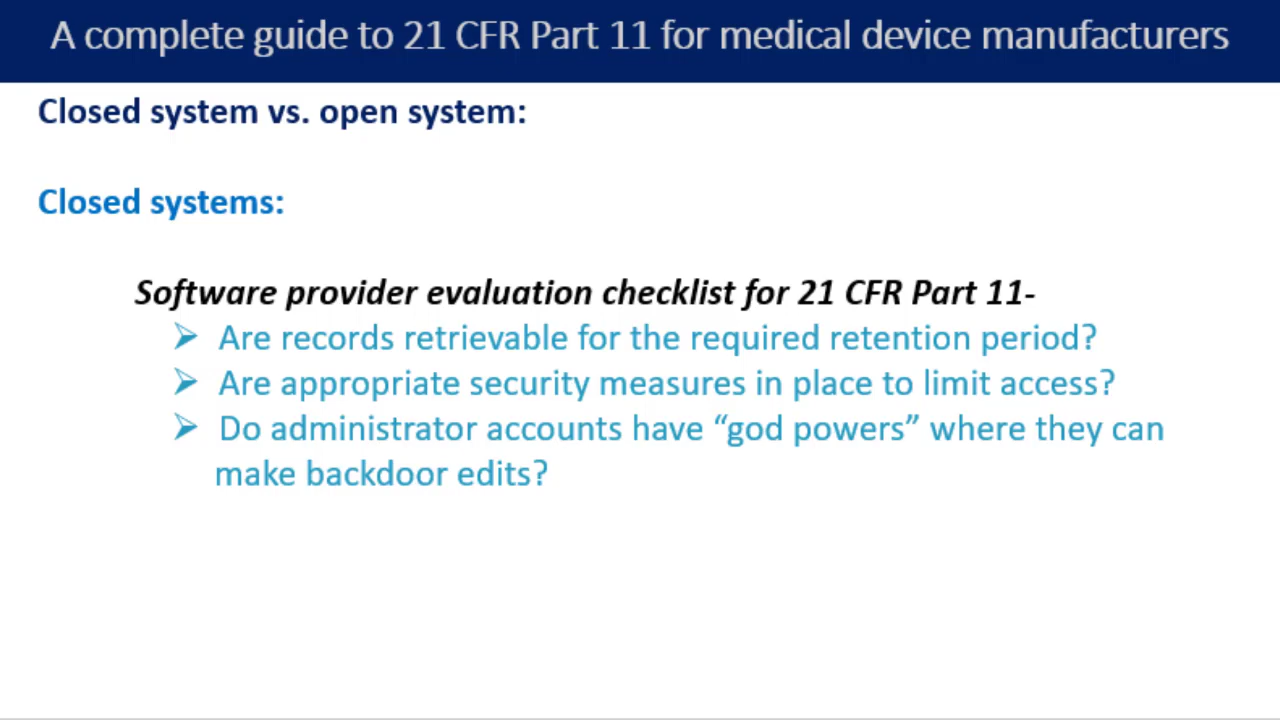 A complete guide to 21 CFR Part 11 for medical device manufacturers
Closed system vs. open system:
Closed systems:
Software provider evaluation checklist for 21 CFR Part 11-
➢ Are records retrievable for the required retention period?
➢ Are appropriate security measures in place to limit access?
➢ Do administrator accounts have “god powers” where they can
make backdoor edits?